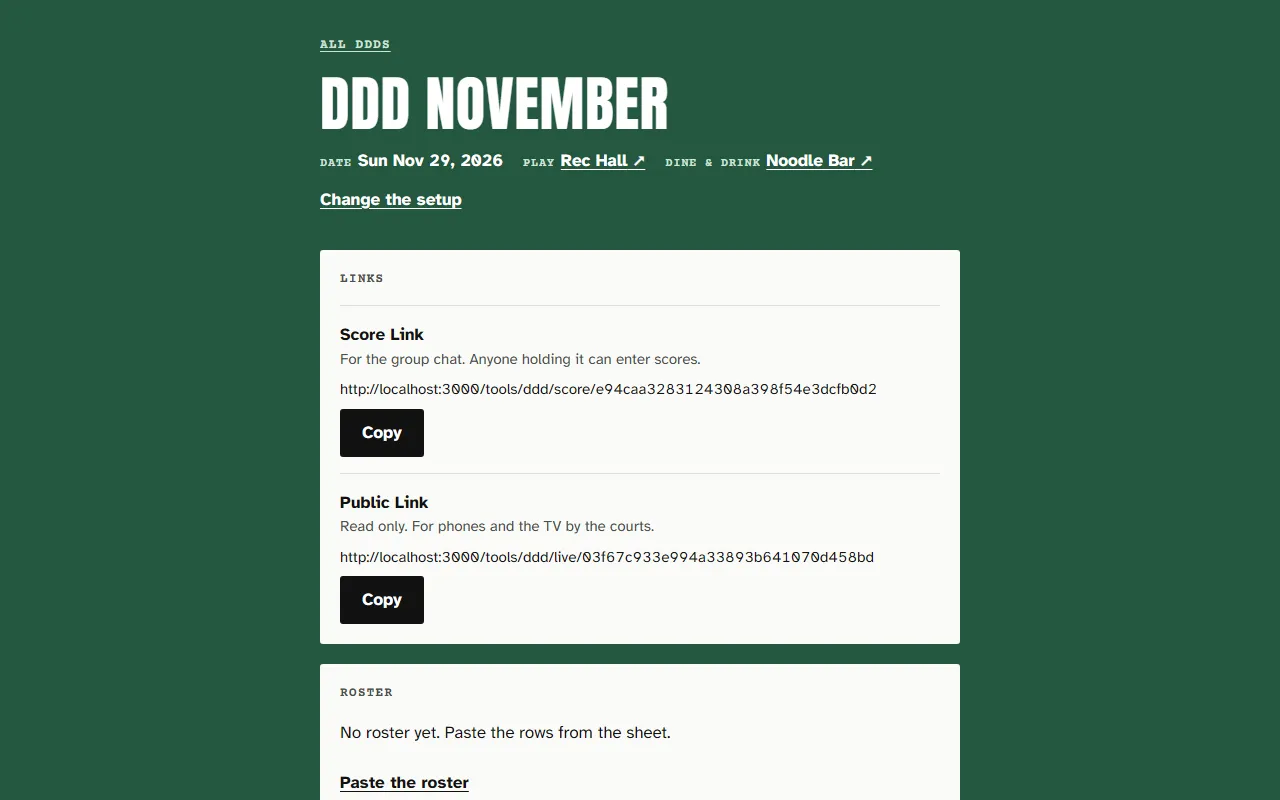 ALL DDDS
DDD NOVEMBER
DATE Sun Nov 29, 2026 PLAY Rec Hall ↗ DINE & DRINK Noodle Bar ↗
Change the setup
LINKS
Score Link
For the group chat. Anyone holding it can enter scores.
http://localhost:3000/tools/ddd/score/e94caa3283124308a398f54e3dcfb0d2
Copy
Public Link
Read only. For phones and the TV by the courts.
http://localhost:3000/tools/ddd/live/03f67c933e994a33893b641070d458bd
Copy
ROSTER
No roster yet. Paste the rows from the sheet.
Paste the roster